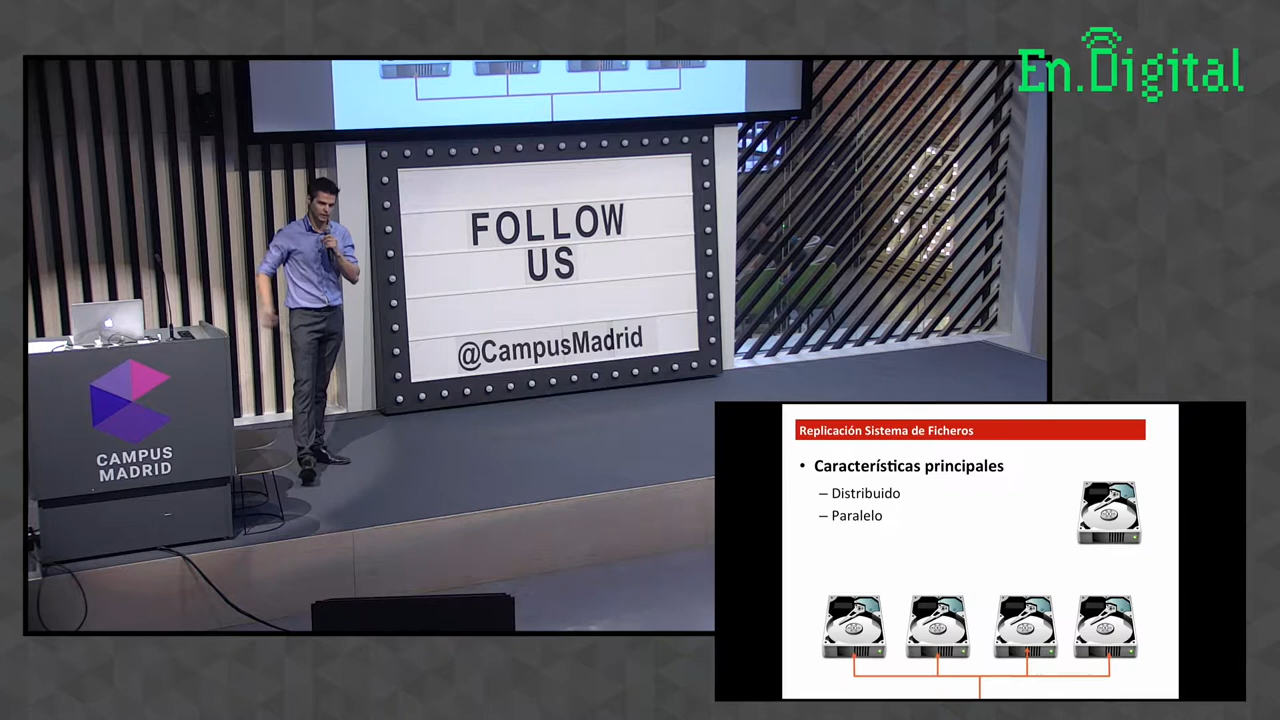 En.Digital
FOLLOW
US
@CampusMadrid
CAMPUS
MADRID
Replicación Sistema de Ficheros
• Características principales
– Distribuido
– Paralelo